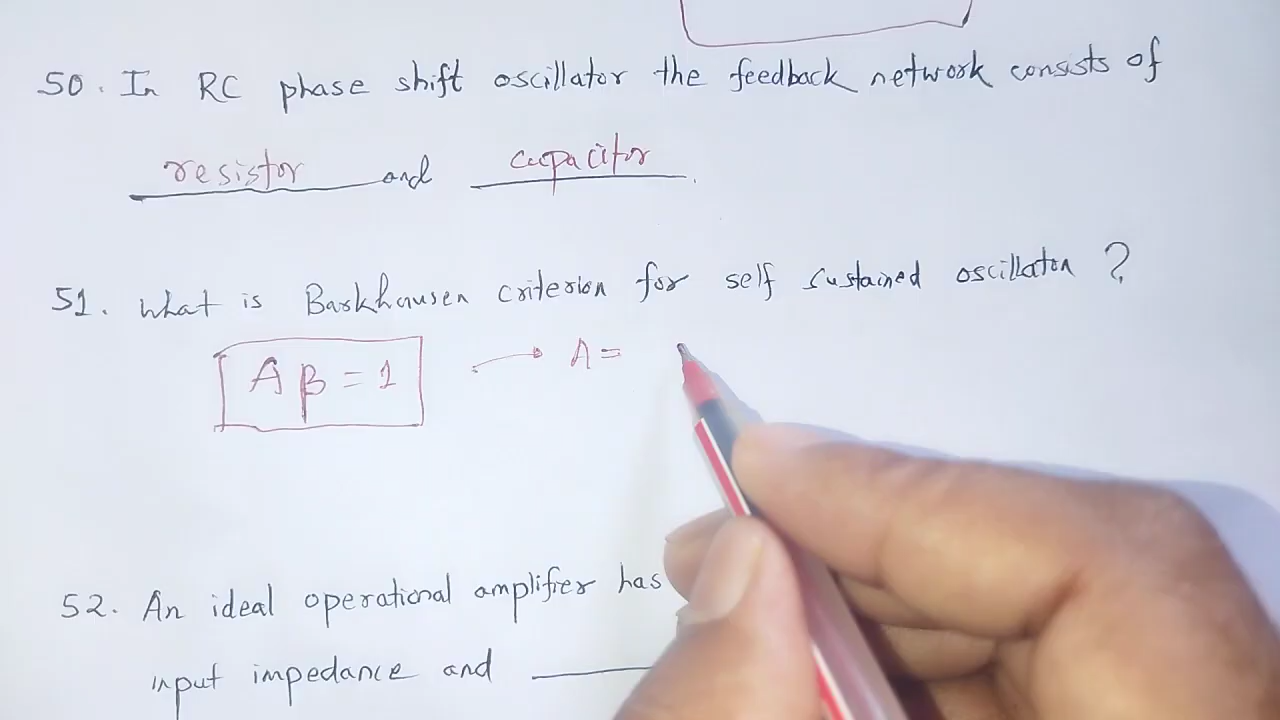 50. In RC phase shift oscillator the feedback network consists of
resistor and capacitor.
51. What is Barkhausen criterion for self sustained oscillation ?
Aβ = 1 → A =
52. An ideal operational amplifier has
input impedance and